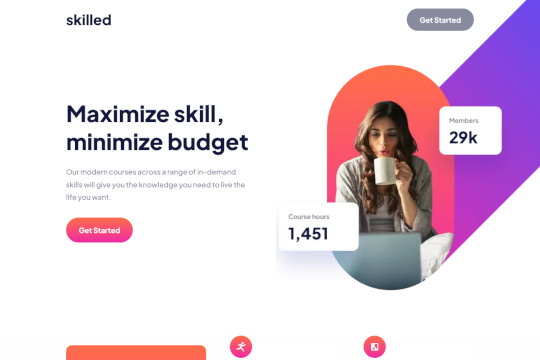 skilled
Get Started
Maximize skill,
minimize budget
Our modern courses across a range of in-demand
skills will give you the knowledge you need to live the
life you want.
Get Started
Members
29k
Course hours
1,451